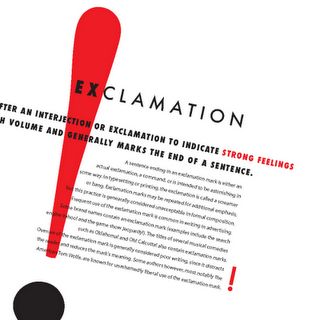 EXCLAMATION
FTER AN INTERJECTION OR EXCLAMATION TO INDICATE STRONG FEELINGS
H VOLUME AND GENERALLY MARKS THE END OF A SENTENCE.
A sentence ending in an exclamation mark is either an
actual exclamation, a command, or is intended to be astonishing in
some way. In typewriting or printing, the exclamation is called a screamer
or bang. Exclamation marks may be repeated for additional emphasis,
but this practice is generally considered unacceptable in formal composition.
Frequent use of the exclamation mark is common in writing to advertising.
Some brand names contain an exclamation mark (examples include the search
engine Yahoo! and the game show Jeopardy!). The titles of several musical comedies
such as Oklahoma! and Oh! Calcutta! also contain exclamation marks.
Overuse of the exclamation mark is generally considered poor writing, since it distracts
the reader and reduces the mark's meaning. Some authors however, most notably the
American Tom Wolfe, are known for unashamedly liberal use of the exclamation mark.
!